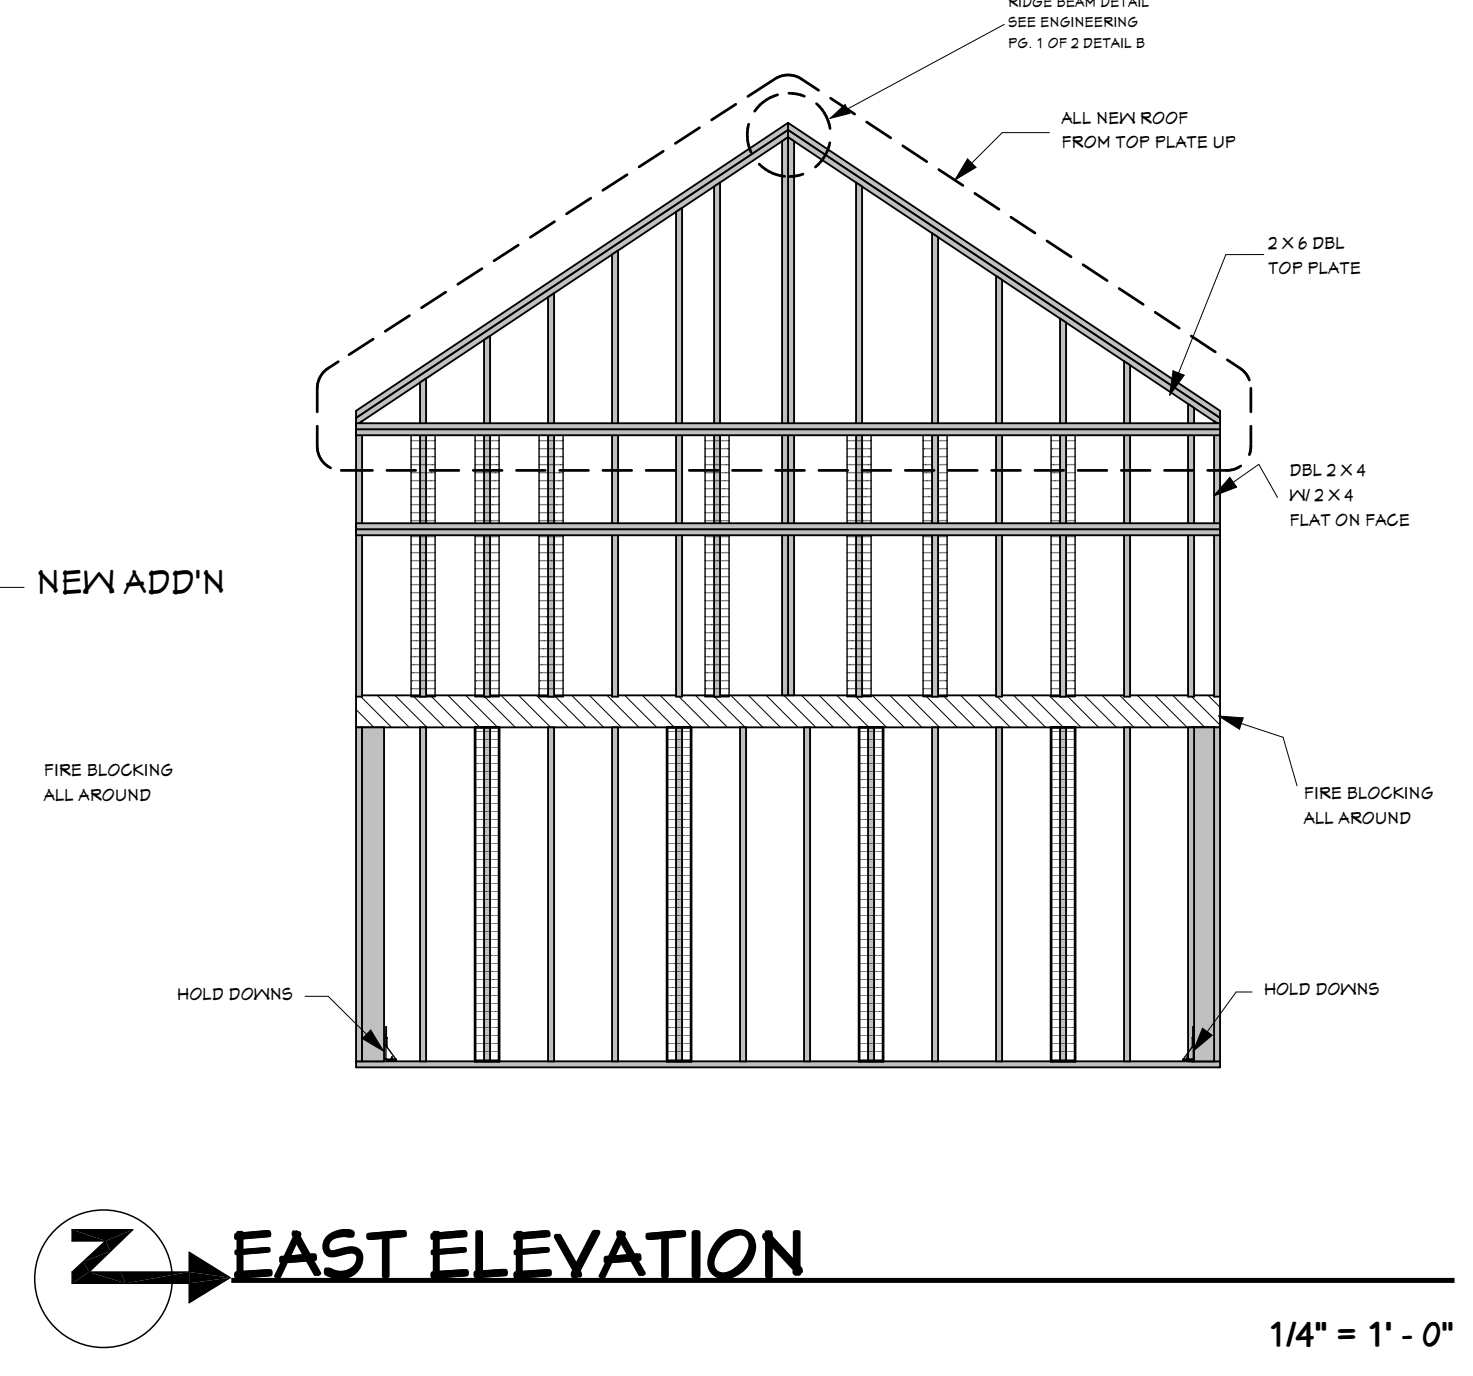 RIDGE BEAM DETAIL
SEE ENGINEERING
PG. 1 OF 2 DETAIL B
ALL NEW ROOF
FROM TOP PLATE UP
2 X 6 DBL
TOP PLATE
DBL 2 X 4
W/ 2 X 4
FLAT ON FACE
NEW ADD'N
FIRE BLOCKING
ALL AROUND
FIRE BLOCKING
ALL AROUND
HOLD DOWNS
HOLD DOWNS
Z
EAST ELEVATION
1/4" = 1' - 0"